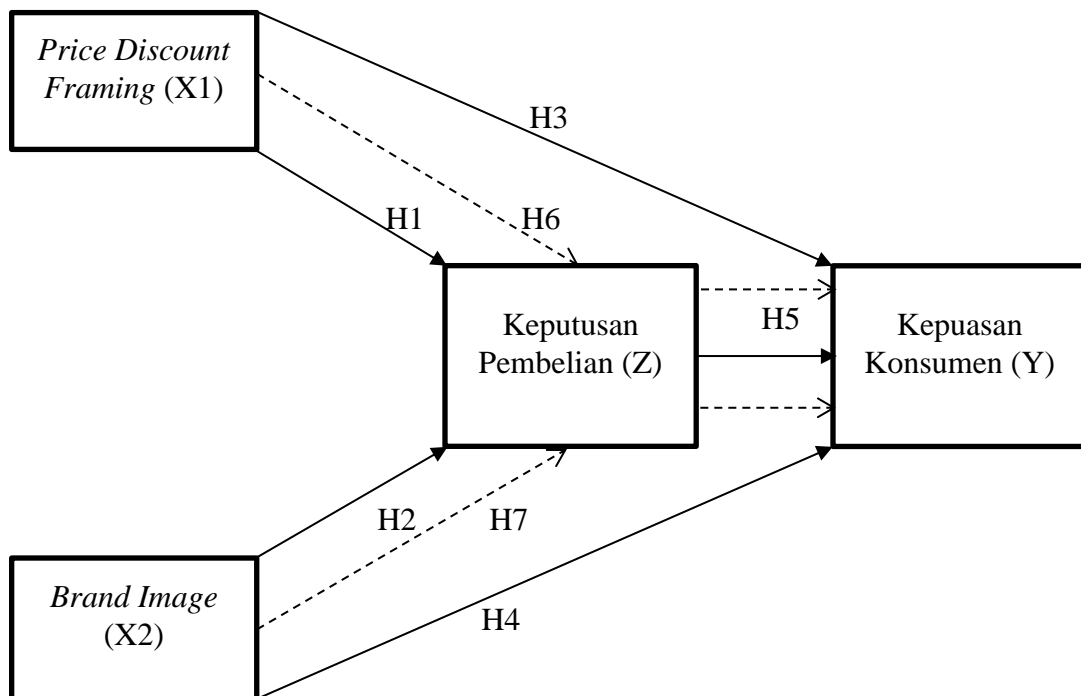 Price Discount
Framing (X1)
H3
H1
H6
Keputusan
Pembelian (Z)
H5
Kepuasan
Konsumen (Y)
H2
H7
Brand Image
(X2)
H4